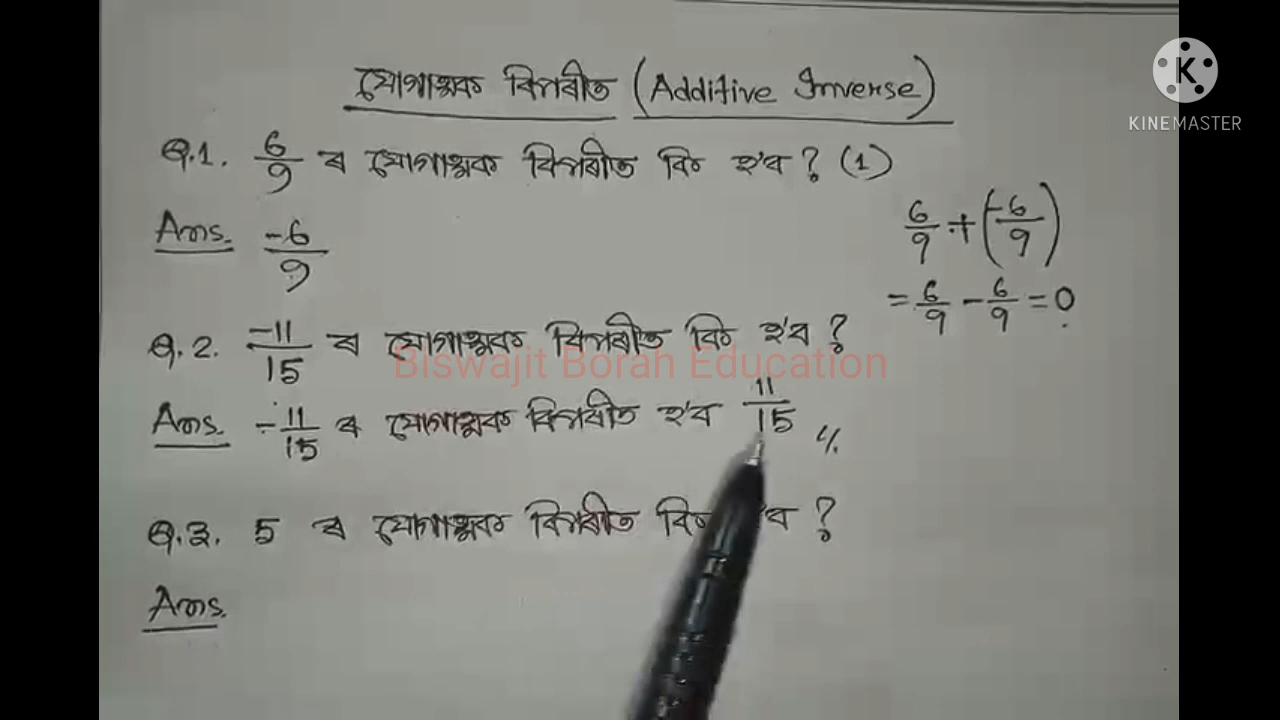 যোগাত্মক বিপৰীত (Additive Inverse)
K
KINEMASTER
Q.1. 6/9 ৰ যোগাত্মক বিপৰীত কি হ'ব? (1)
Ans. -6/9
6/9 + (-6/9)
= 6/9 - 6/9 = 0
Q.2. -11/15 ৰ যোগাত্মক বিপৰীত কি হ'ব?
Biswajit Borah Education
Ans. -11/15 ৰ যোগাত্মক বিপৰীত হ'ব 11/15 //.
Q.3. 5 ৰ যোগাত্মক বিপৰীত কি হ'ব?
Ans.